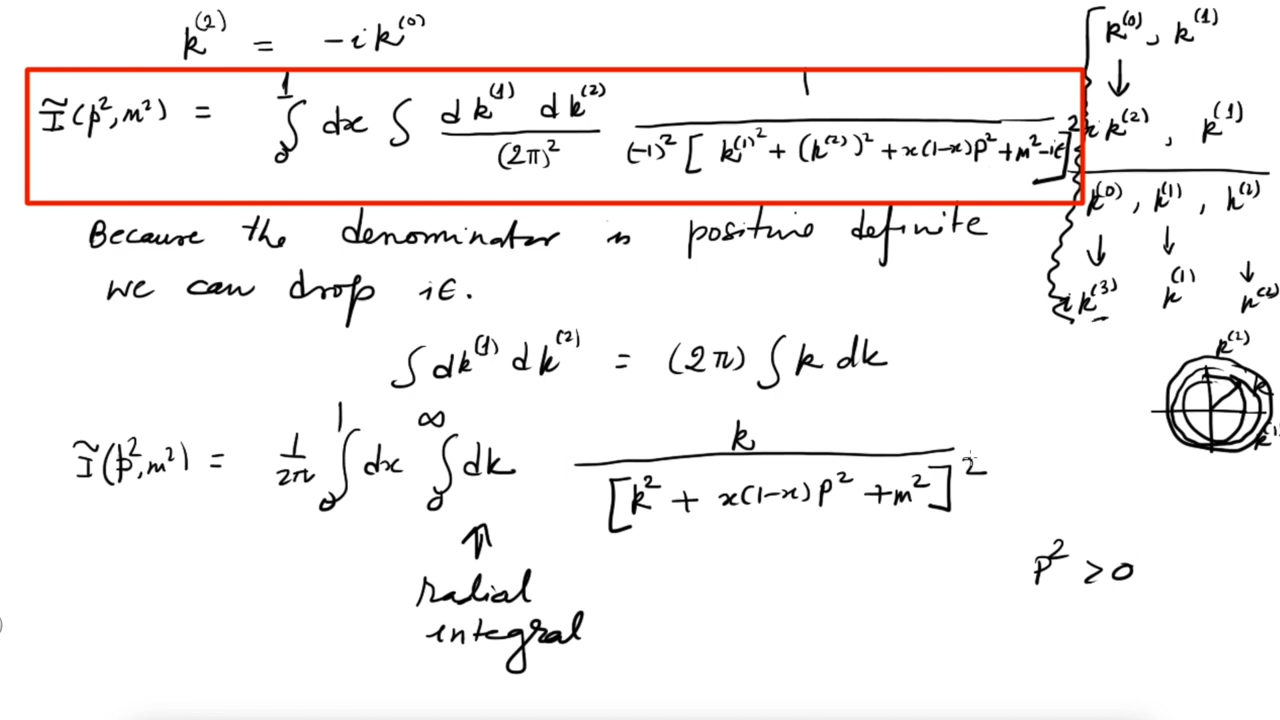 k^(2) = -i k^(0)
Ĩ(p², m²) = ∫₀¹ dx ∫ dk^(1) dk^(2) / (2π)² 1 / (-1)² [ k^(1)² + (k^(2))² + x(1-x)p² + m² - iε ]²
Because the denominator is positive definite
we can drop iε.
∫ dk^(1) dk^(2) = (2π) ∫ k dk
Ĩ(p², m²) = 1/2π ∫₀¹ dx ∫₀^∞ dk k / [ k² + x(1-x)p² + m² ]²
↑
radial
integral
p² ≥ 0
k^(0), k^(1)
↓
i k^(2), k^(1)
k^(0), k^(1), k^(2)
↓ ↓ ↓
i k^(3) k^(1) k^(2)
k^(2)
k
k^(1)